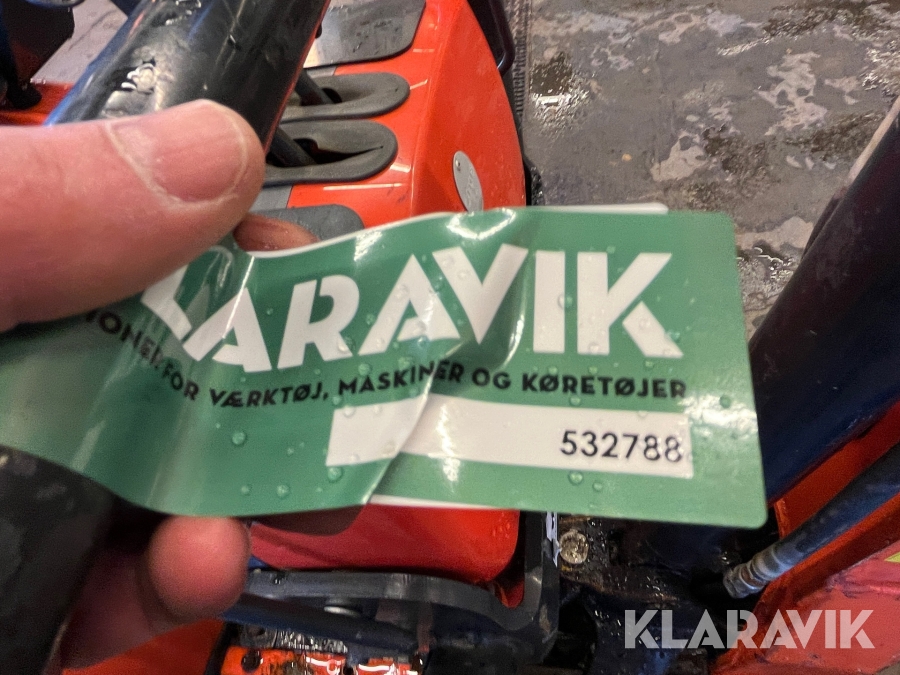 KLARAVIK
FOR VÆRKTØJ, MASKINER OG KØRETØJER
532788
KLARAVIK